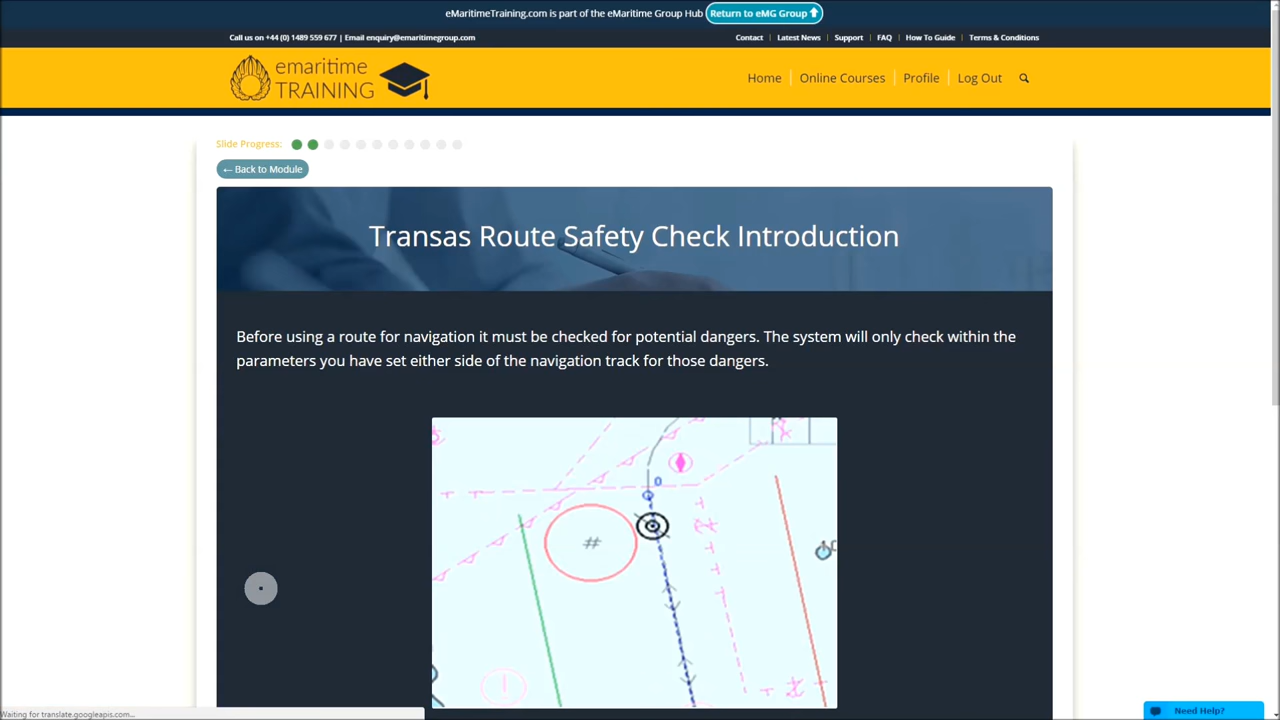 eMaritimeTraining.com is part of the eMaritime Group Hub Return to eMG Group
Call us on +44 (0) 1489 559 677 | Email enquiry@emaritimegroup.com
Contact | Latest News | Support | FAQ | How To Guide | Terms & Conditions
emaritime
TRAINING
Home | Online Courses | Profile | Log Out
Slide Progress:
← Back to Module
Transas Route Safety Check Introduction
Before using a route for navigation it must be checked for potential dangers. The system will only check within the
parameters you have set either side of the navigation track for those dangers.
0
#
Waiting for translate.googleapis.com...
Need Help?